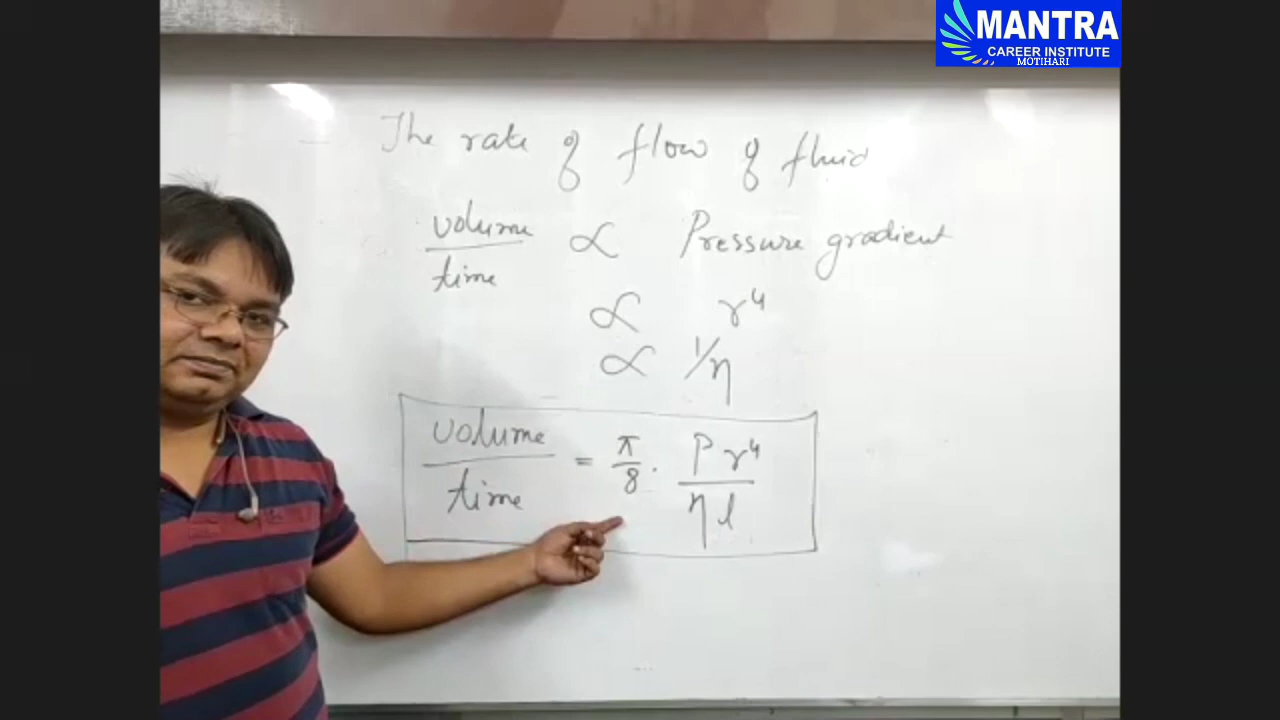 MANTRA
CAREER INSTITUTE
MOTIHARI
The rate of flow of fluid
volume/time ∝ Pressure gradient
∝ r⁴
∝ 1/η
volume/time = π/8 · Pr⁴/ηl